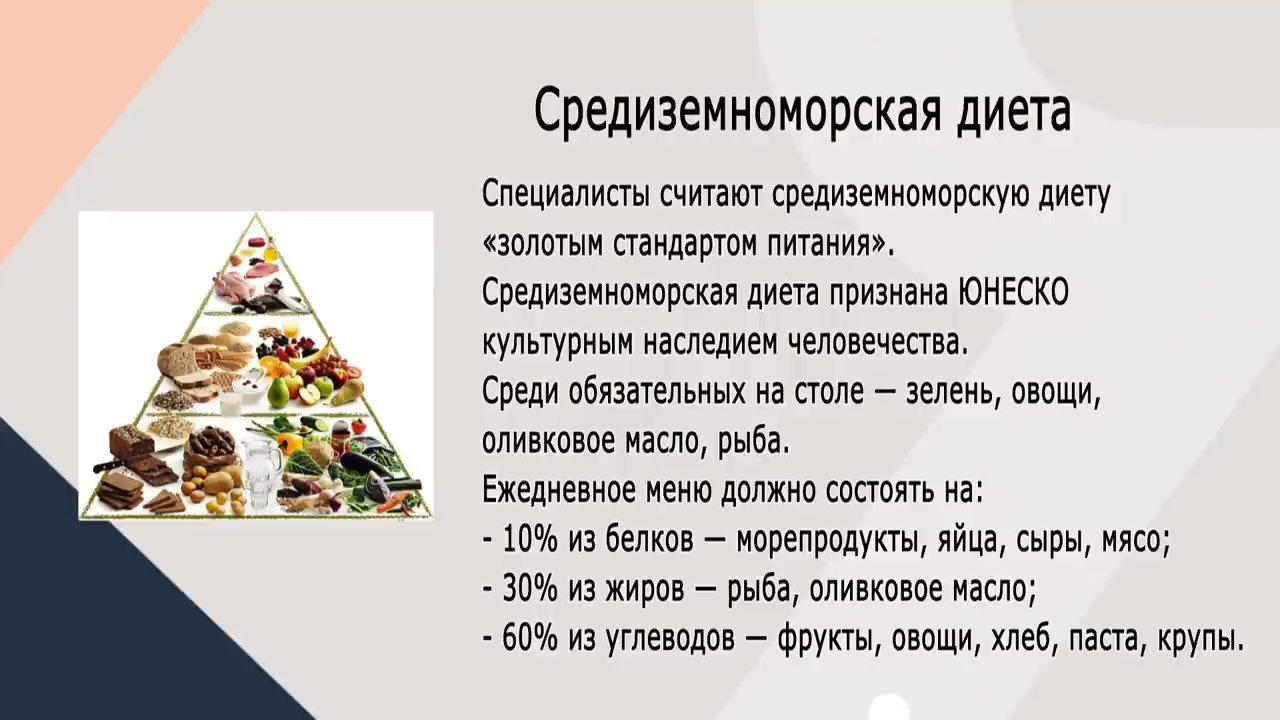 Средиземноморская диета
Специалисты считают средиземноморскую диету
«золотым стандартом питания».
Средиземноморская диета признана ЮНЕСКО
культурным наследием человечества.
Среди обязательных на столе — зелень, овощи,
оливковое масло, рыба.
Ежедневное меню должно состоять на:
- 10% из белков — морепродукты, яйца, сыры, мясо;
- 30% из жиров — рыба, оливковое масло;
- 60% из углеводов — фрукты, овощи, хлеб, паста, крупы.